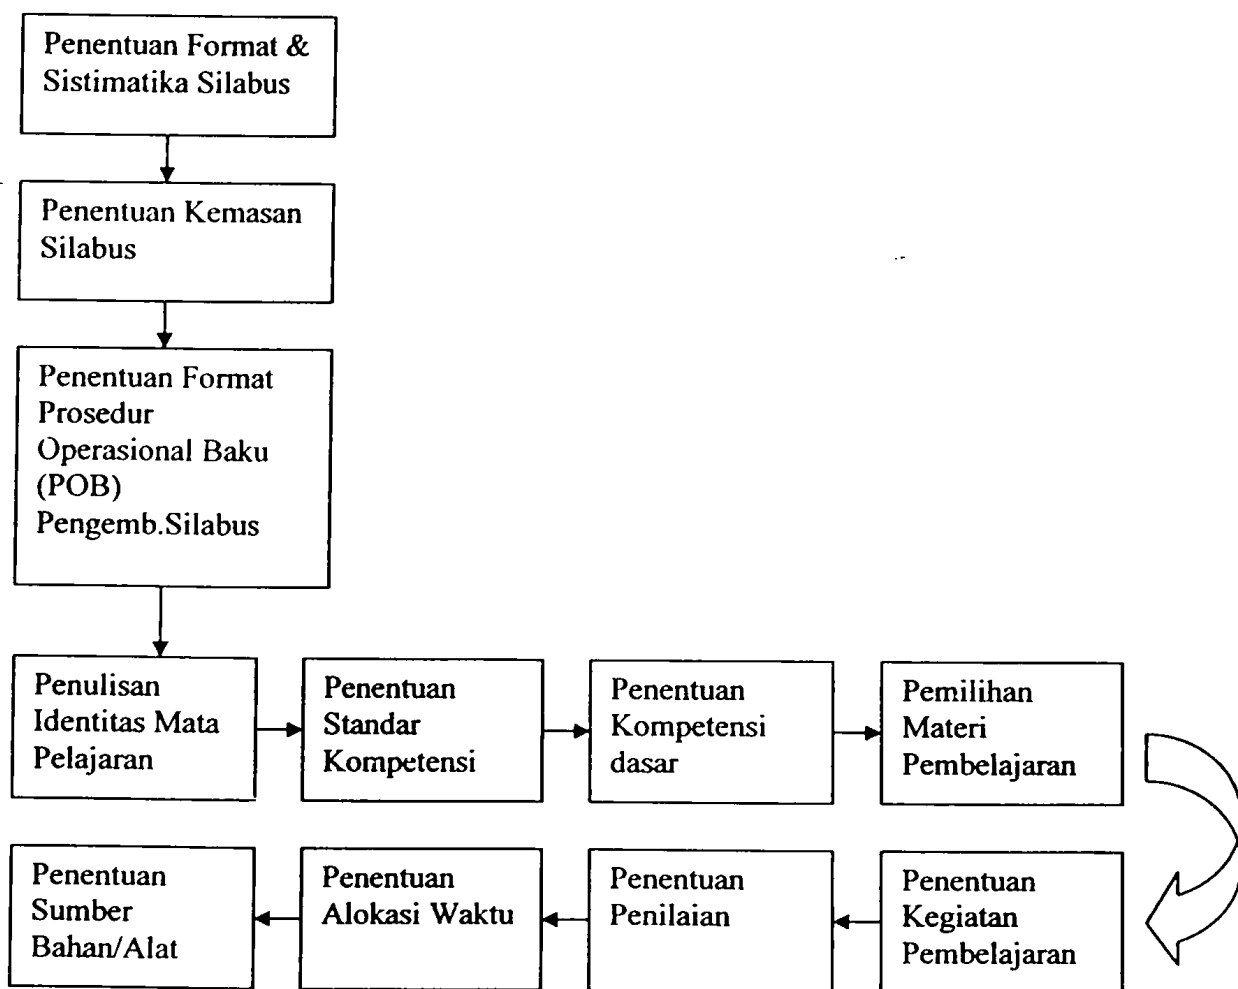 Penentuan Format &
Sistimatika Silabus
Penentuan Kemasan
Silabus
Penentuan Format
Prosedur
Operasional Baku
(POB)
Pengemb.Silabus
Penulisan
Identitas Mata
Pelajaran
Penentuan
Standar
Kompetensi
Penentuan
Kompetensi
dasar
Pemilihan
Materi
Pembelajaran
Penentuan
Kegiatan
Pembelajaran
Penentuan
Penilaian
Penentuan
Alokasi Waktu
Penentuan
Sumber
Bahan/Alat